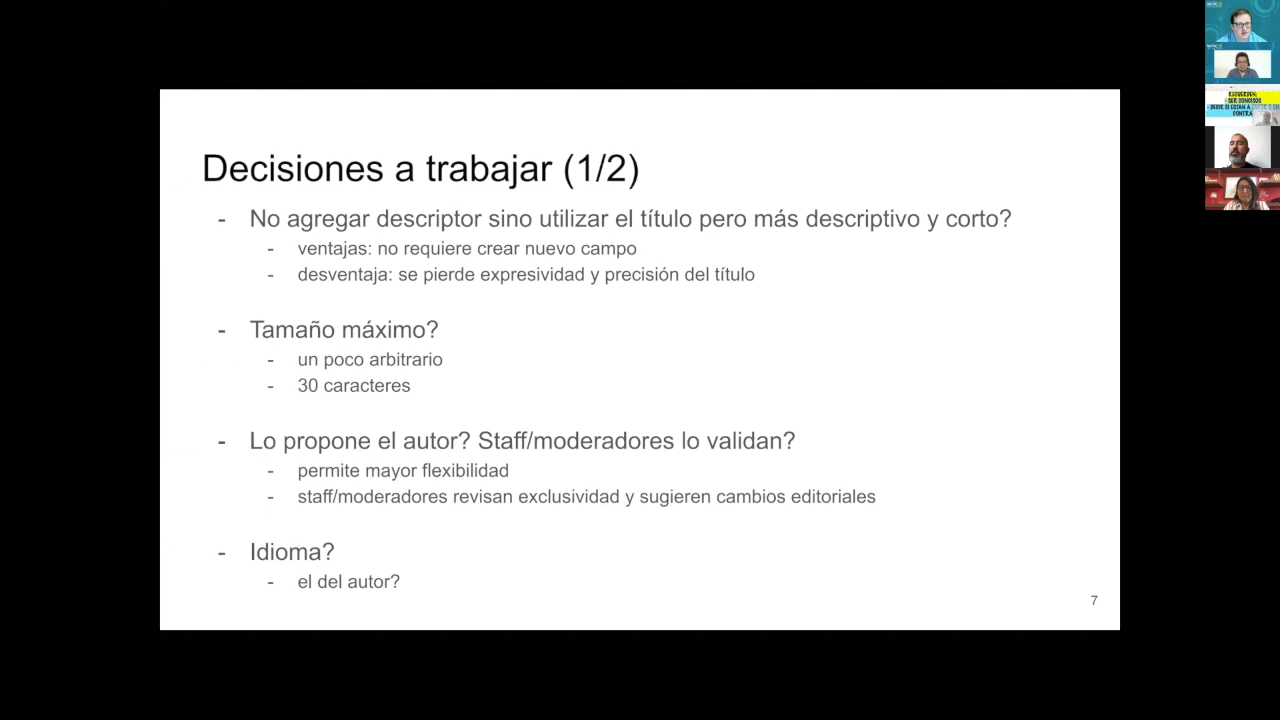 Decisiones a trabajar (1/2)
- No agregar descriptor sino utilizar el título pero más descriptivo y corto?
- ventajas: no requiere crear nuevo campo
- desventaja: se pierde expresividad y precisión del título
- Tamaño máximo?
- un poco arbitrario
- 30 caracteres
- Lo propone el autor? Staff/moderadores lo validan?
- permite mayor flexibilidad
- staff/moderadores revisan exclusividad y sugieren cambios editoriales
- Idioma?
- el del autor?
7
RECUERDEN:
- SER CONCISOS